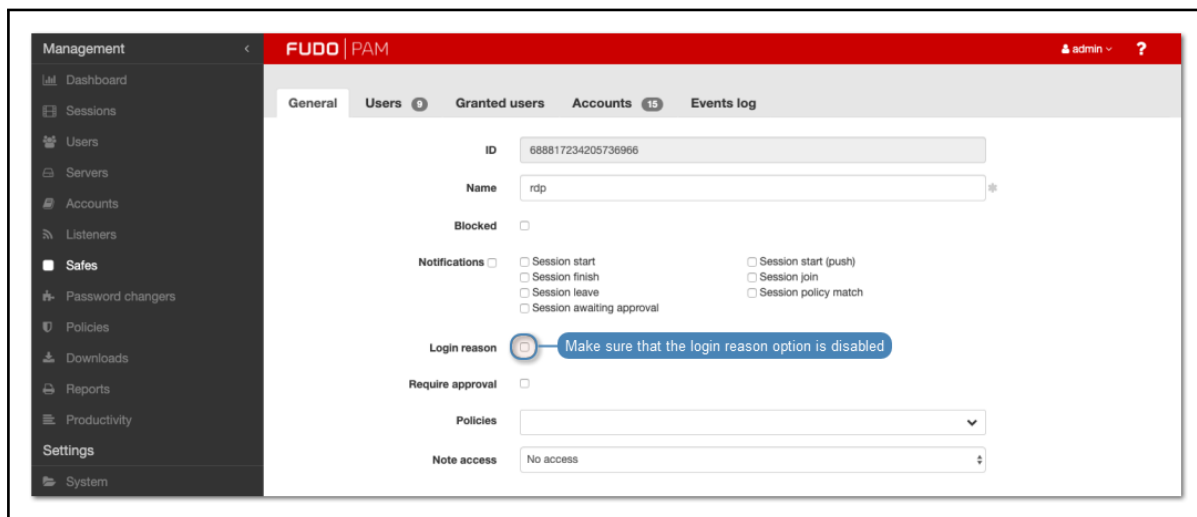 Management
Dashboard
Sessions
Users
Servers
Accounts
Listeners
Safes
Password changers
Policies
Downloads
Reports
Productivity
Settings
System
FUDO PAM
admin
?
General Users 9 Granted users Accounts 15 Events log
ID 688817234205736966
Name rdp
Blocked
Notifications Session start Session start (push)
Session finish Session join
Session leave Session policy match
Session awaiting approval
Login reason Make sure that the login reason option is disabled
Require approval
Policies
Note access No access